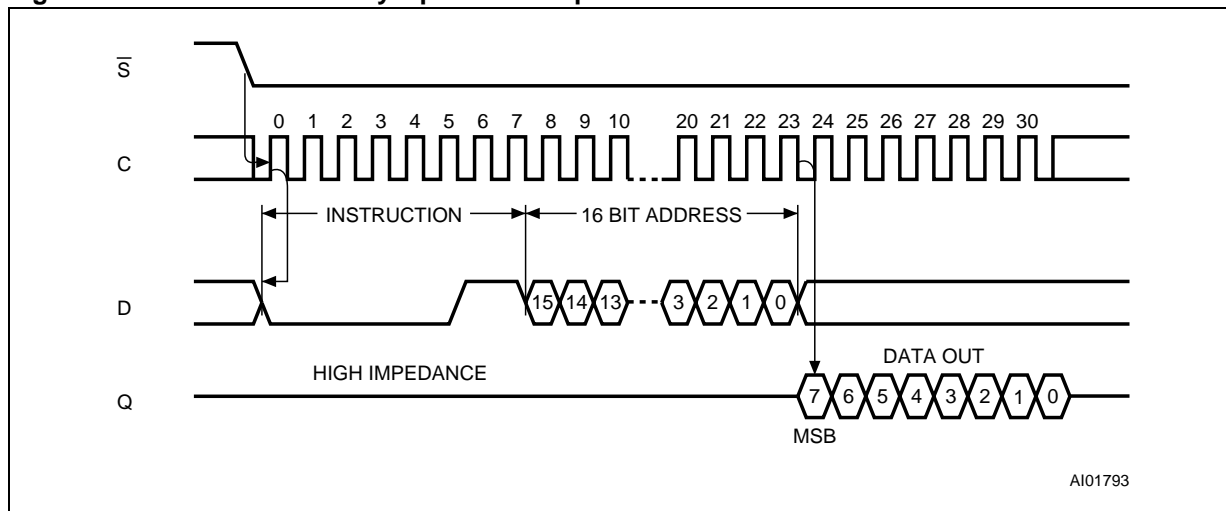 S
0 1 2 3 4 5 6 7 8 9 10 20 21 22 23 24 25 26 27 28 29 30
C
INSTRUCTION 16 BIT ADDRESS
D 15 14 13 3 2 1 0
HIGH IMPEDANCE DATA OUT
Q 7 6 5 4 3 2 1 0
MSB
AI01793